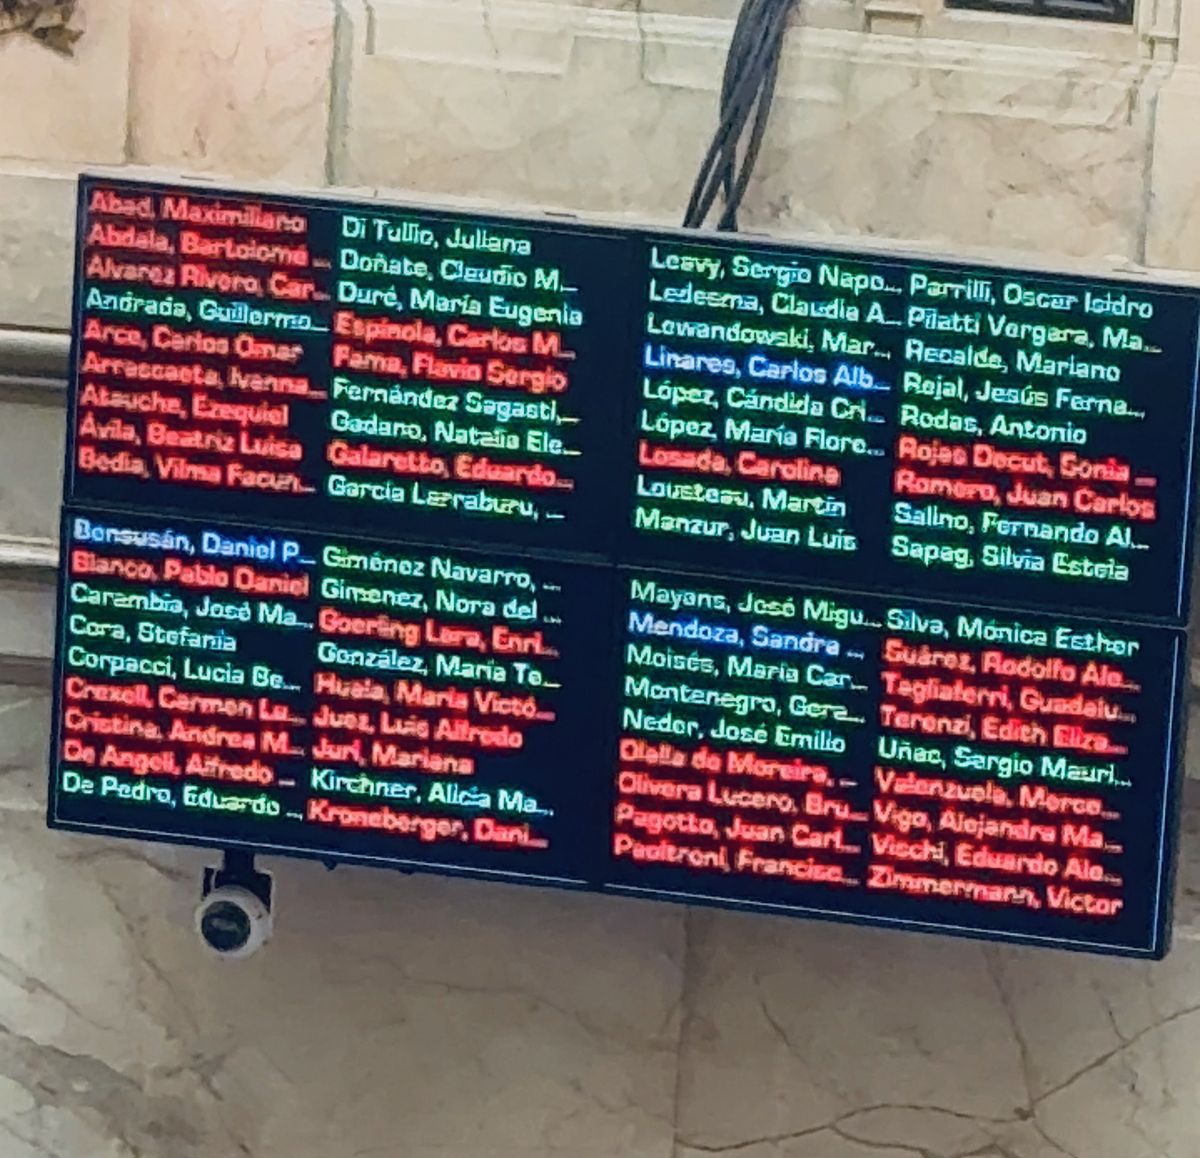 Abad, Maximiliano
Abdala, Bartolomé ...
Alvarez Rivero, Car...
Andrada, Guillermo...
Arce, Carlos Omar
Arrascaeta, Ivanna...
Atauche, Ezequiel
Ávila, Beatriz Luisa
Bedia, Vilma Facun...
Bensusán, Daniel P...
Blanco, Pablo Daniel
Carambia, José Ma...
Cora, Stefania
Corpacci, Lucia Be...
Crexell, Carmen Lu...
Cristina, Andrea M...
De Angeli, Alfredo ...
De Pedro, Eduardo ...
Di Tullio, Juliana
Doñate, Claudio M...
Duré, María Eugenia
Espínola, Carlos M...
Fama, Flavio Sergio
Fernández Sagasti,...
Gadano, Natalia Ele...
Galaretto, Eduardo...
García Larraburu, ...
Giménez Navarro, ...
Gimenez, Nora del ...
Goerling Lara, Enri...
González, María Te...
Huala, María Victó...
Juez, Luis Alfredo
Juri, Mariana
Kirchner, Alicia Ma...
Kroneberger, Dani...
Leavy, Sergio Napo...
Ledesma, Claudia A...
Lewandowski, Mar...
Linares, Carlos Alb...
López, Cándida Cri...
López, María Flore...
Losada, Carolina
Lousteau, Martín
Manzur, Juan Luis
Mayans, José Migu...
Mendoza, Sandra ...
Moisés, María Car...
Montenegro, Gera...
Neder, José Emilio
Olalla de Moreira, ...
Olivera Lucero, Bru...
Pagotto, Juan Carl...
Paoltroni, Francisc...
Parrilli, Oscar Isidro
Pilatti Vergara, Ma...
Recalde, Mariano
Rejal, Jesús Ferna...
Rodas, Antonio
Rojas Decut, Sonia ...
Romero, Juan Carlos
Salino, Fernando Al...
Sapag, Silvia Estela
Silva, Mónica Esther
Suárez, Rodolfo Ale...
Tagliaferri, Guadalu...
Terenzi, Edith Eliza...
Uñac, Sergio Mauri...
Valenzuela, Merce...
Vigo, Alejandra Ma...
Vischi, Eduardo Ale...
Zimmermann, Victor